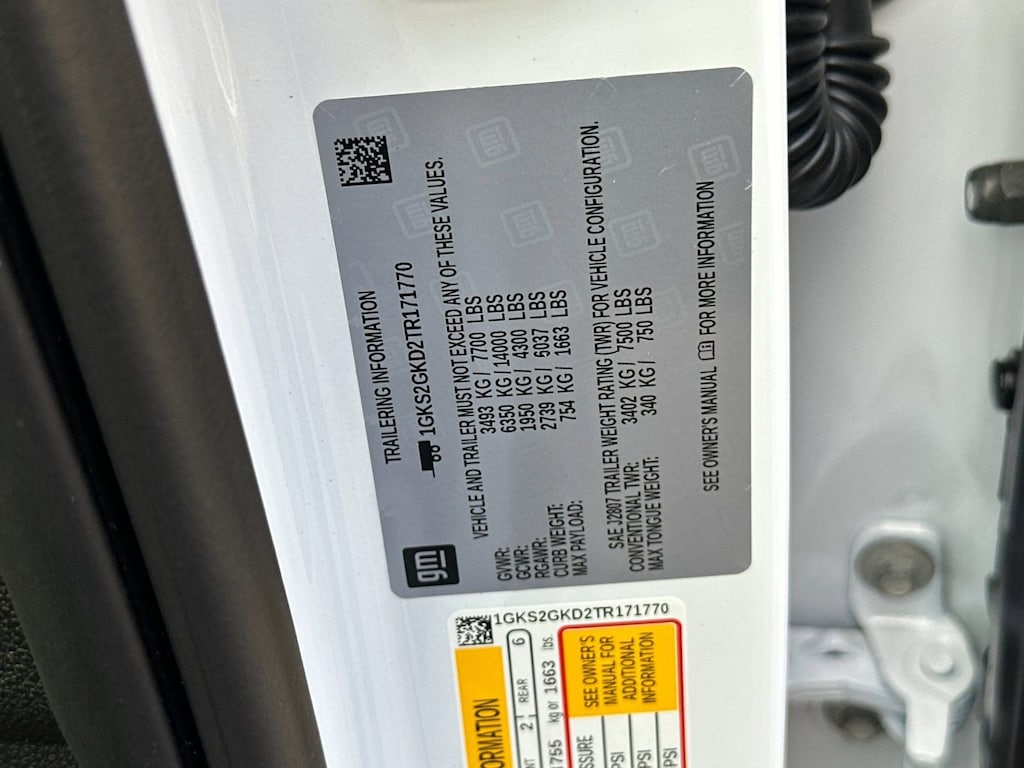 gm
TRAILERING INFORMATION
1GKS2GKD2TR171770
VEHICLE AND TRAILER MUST NOT EXCEED ANY OF THESE VALUES.
GVWR: 3493 KG / 7700 LBS
GCWR: 6350 KG / 14000 LBS
RGAWR: 1950 KG / 4300 LBS
CURB WEIGHT: 2739 KG / 6037 LBS
MAX PAYLOAD: 754 KG / 1663 LBS
SAE J2807 TRAILER WEIGHT RATING (TWR) FOR VEHICLE CONFIGURATION.
CONVENTIONAL TWR: 3402 KG / 7500 LBS
MAX TONGUE WEIGHT: 340 KG / 750 LBS
SEE OWNER'S MANUAL FOR MORE INFORMATION
1GKS2GKD2TR171770
2 REAR 6
755 kg or 1663 lbs.
SEE OWNER'S
MANUAL FOR
ADDITIONAL
INFORMATION
PSI
PSI
PSI